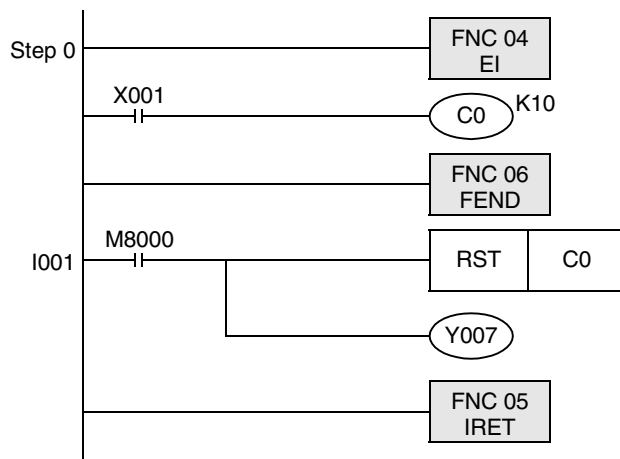 Step 0
FNC 04
EI
X001
C0
K10
FNC 06
FEND
I001
M8000
RST
C0
Y007
FNC 05
IRET